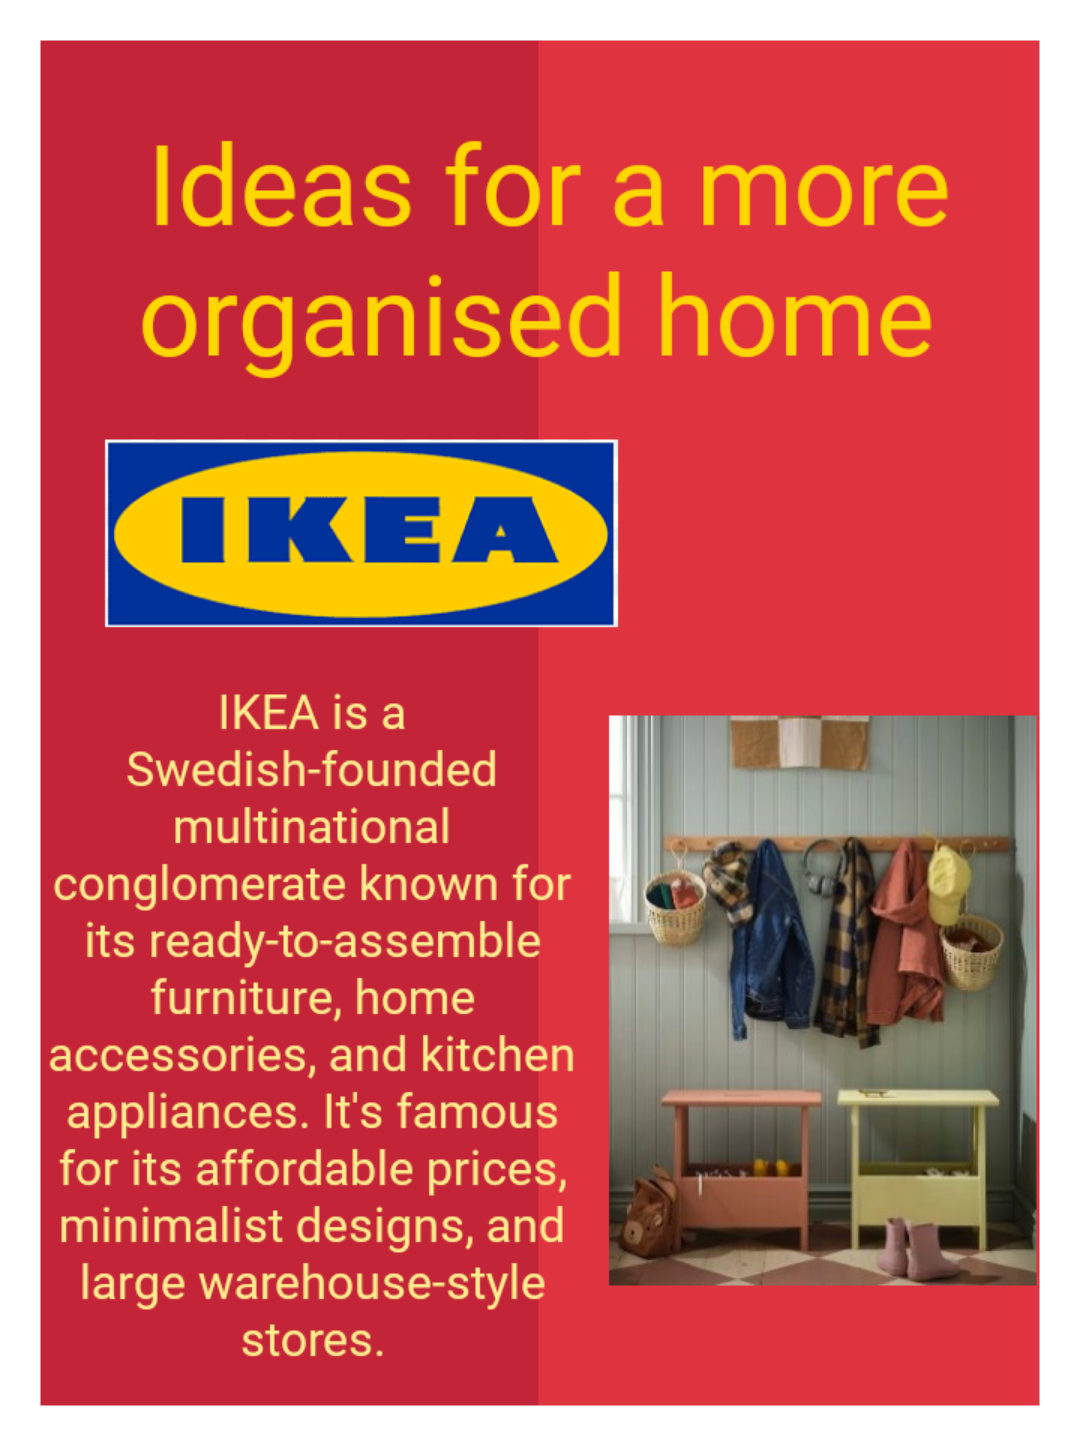 Ideas for a more
organised home
IKEA
IKEA is a
Swedish-founded
multinational
conglomerate known for
its ready-to-assemble
furniture, home
accessories, and kitchen
appliances. It's famous
for its affordable prices,
minimalist designs, and
large warehouse-style
stores.